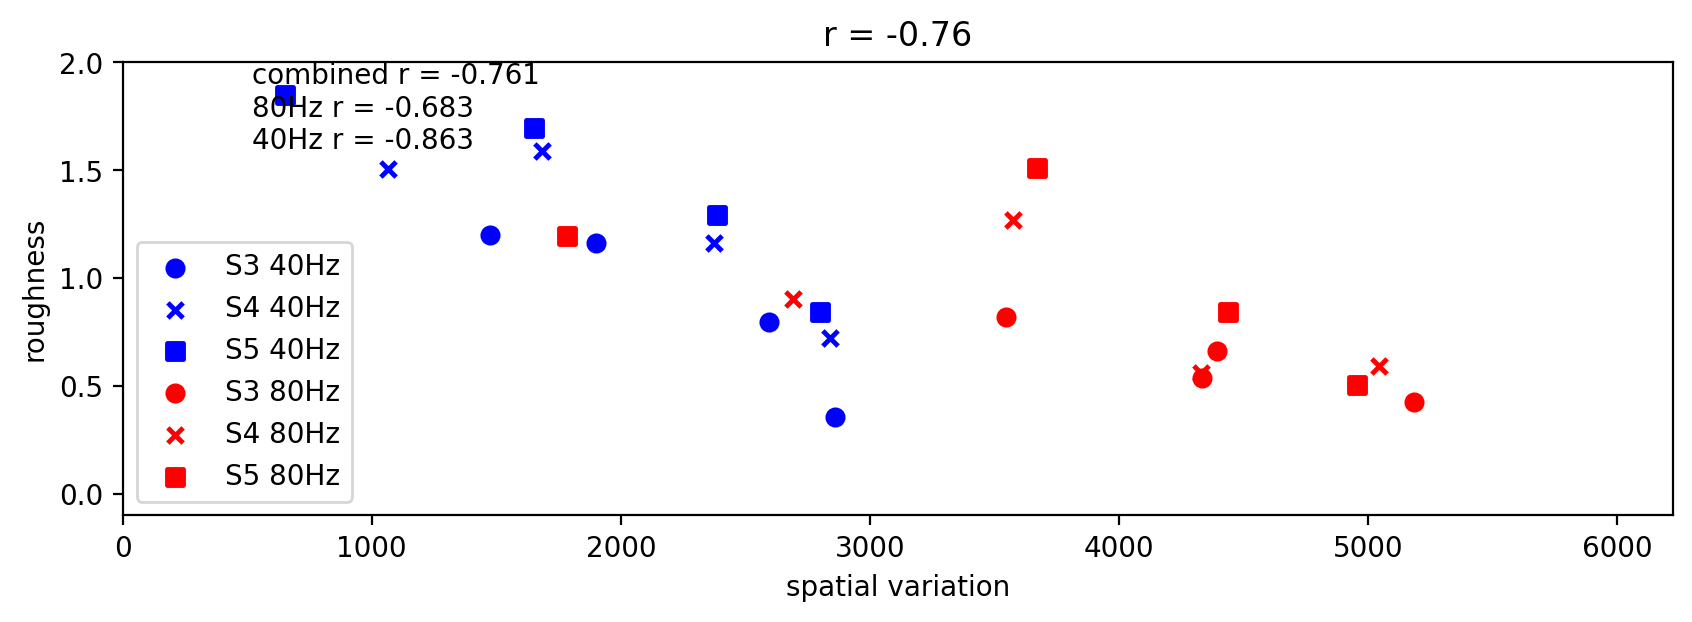 r = -0.76
combined r = -0.761
80Hz r = -0.683
40Hz r = -0.863
2.0
1.5
1.0
0.5
0.0
roughness
S3 40Hz
S4 40Hz
S5 40Hz
S3 80Hz
S4 80Hz
S5 80Hz
0 1000 2000 3000 4000 5000 6000
spatial variation